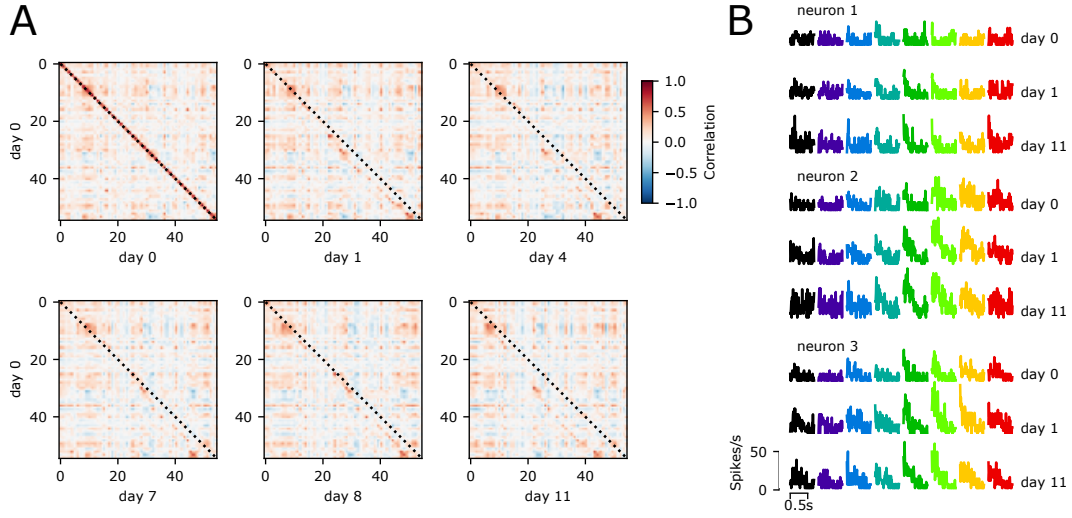 A
0
20
40
day 0
0 20 40
day 0
0 20 40
day 1
0 20 40
day 4
1.0
0.5
0.0
−0.5
−1.0
Correlation
0
20
40
day 0
0 20 40
day 7
0 20 40
day 8
0 20 40
day 11
B
neuron 1
day 0
day 1
day 11
neuron 2
day 0
day 1
day 11
neuron 3
day 0
day 1
day 11
50
0
Spikes/s
0.5s